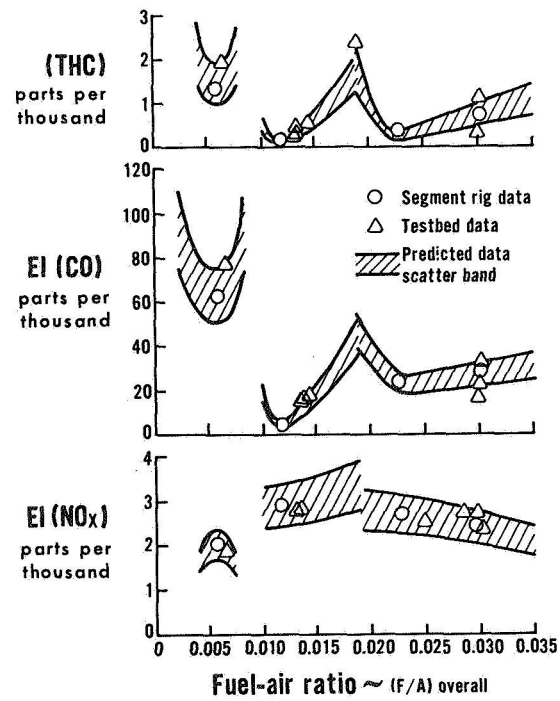 (THC)
parts per
thousand
3
2
1
0
EI (CO)
parts per
thousand
120
100
80
60
40
20
0
○ Segment rig data
△ Testbed data
Predicted data
scatter band
EI (NOx)
parts per
thousand
4
3
2
1
0
0 0.005 0.010 0.015 0.020 0.025 0.030 0.035
Fuel-air ratio ~ (F/A) overall